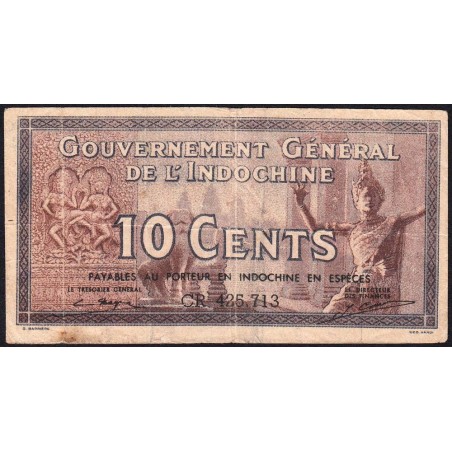 GOUVERNEMENT GÉNÉRAL
DE L'INDOCHINE
10 CENTS
PAYABLES AU PORTEUR EN INDOCHINE EN ESPÈCES
LE TRÉSORIER GÉNÉRAL
LE DIRECTEUR
DES FINANCES
CR 425.713